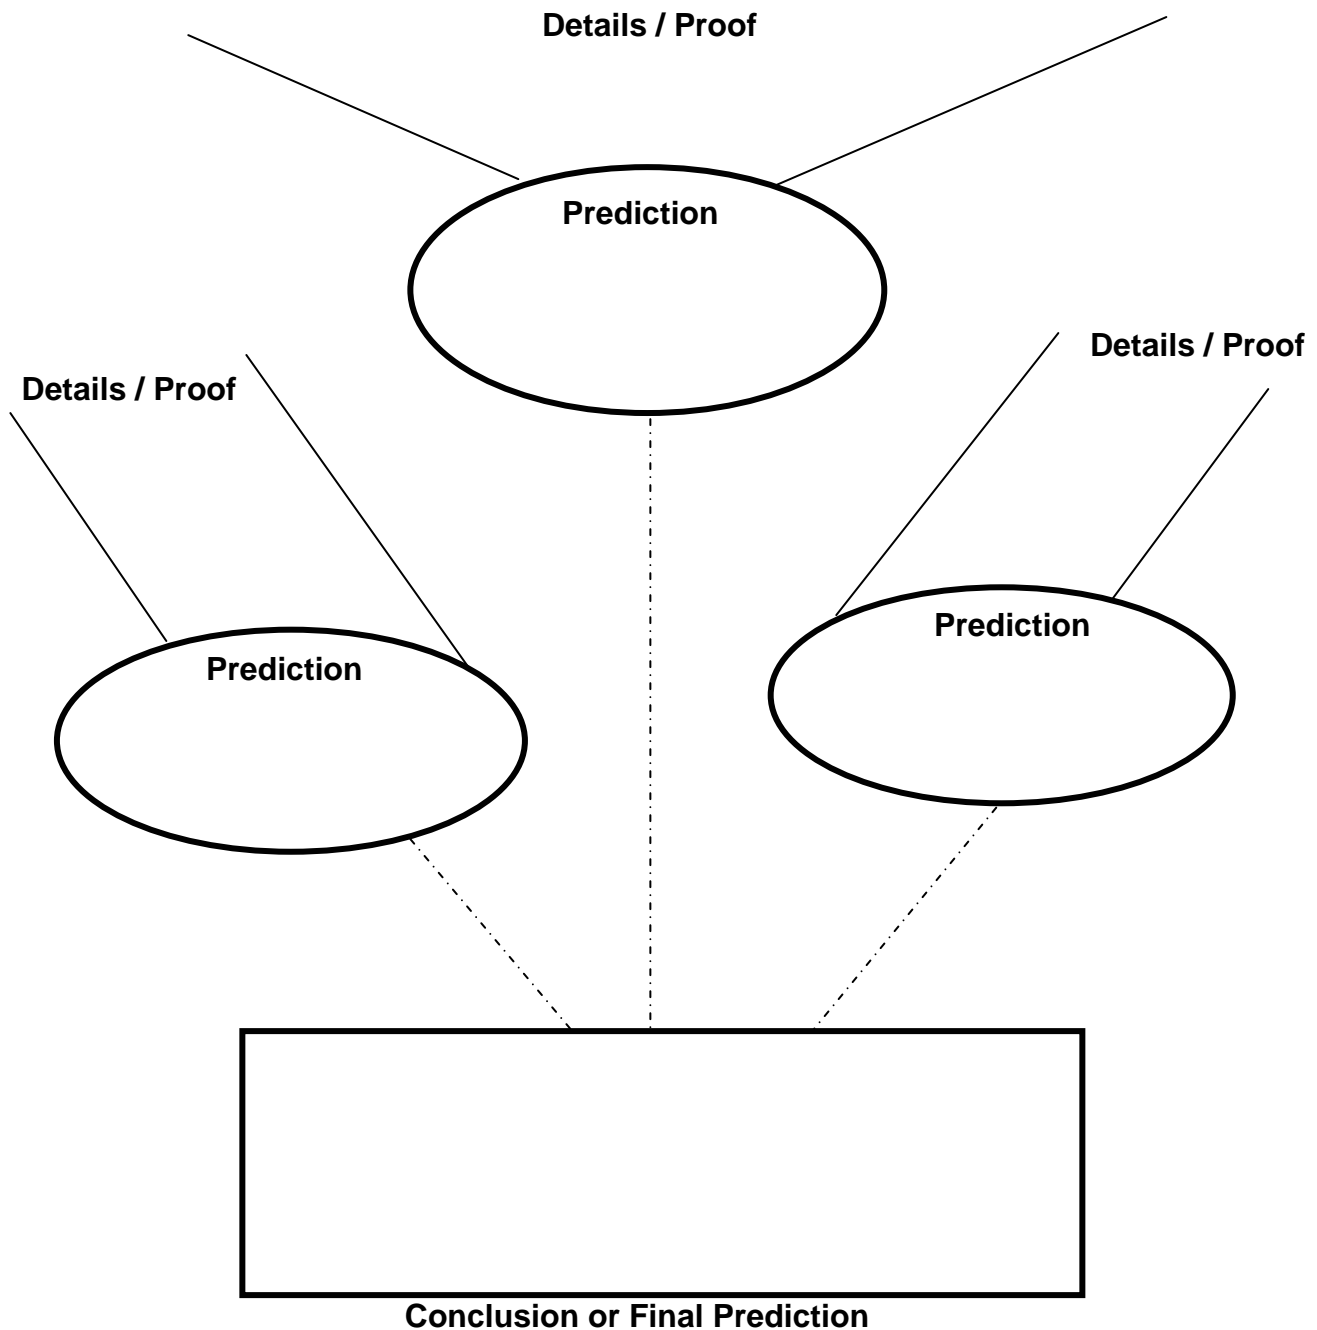 Details / Proof
Prediction
Details / Proof
Details / Proof
Prediction
Prediction
Conclusion or Final Prediction